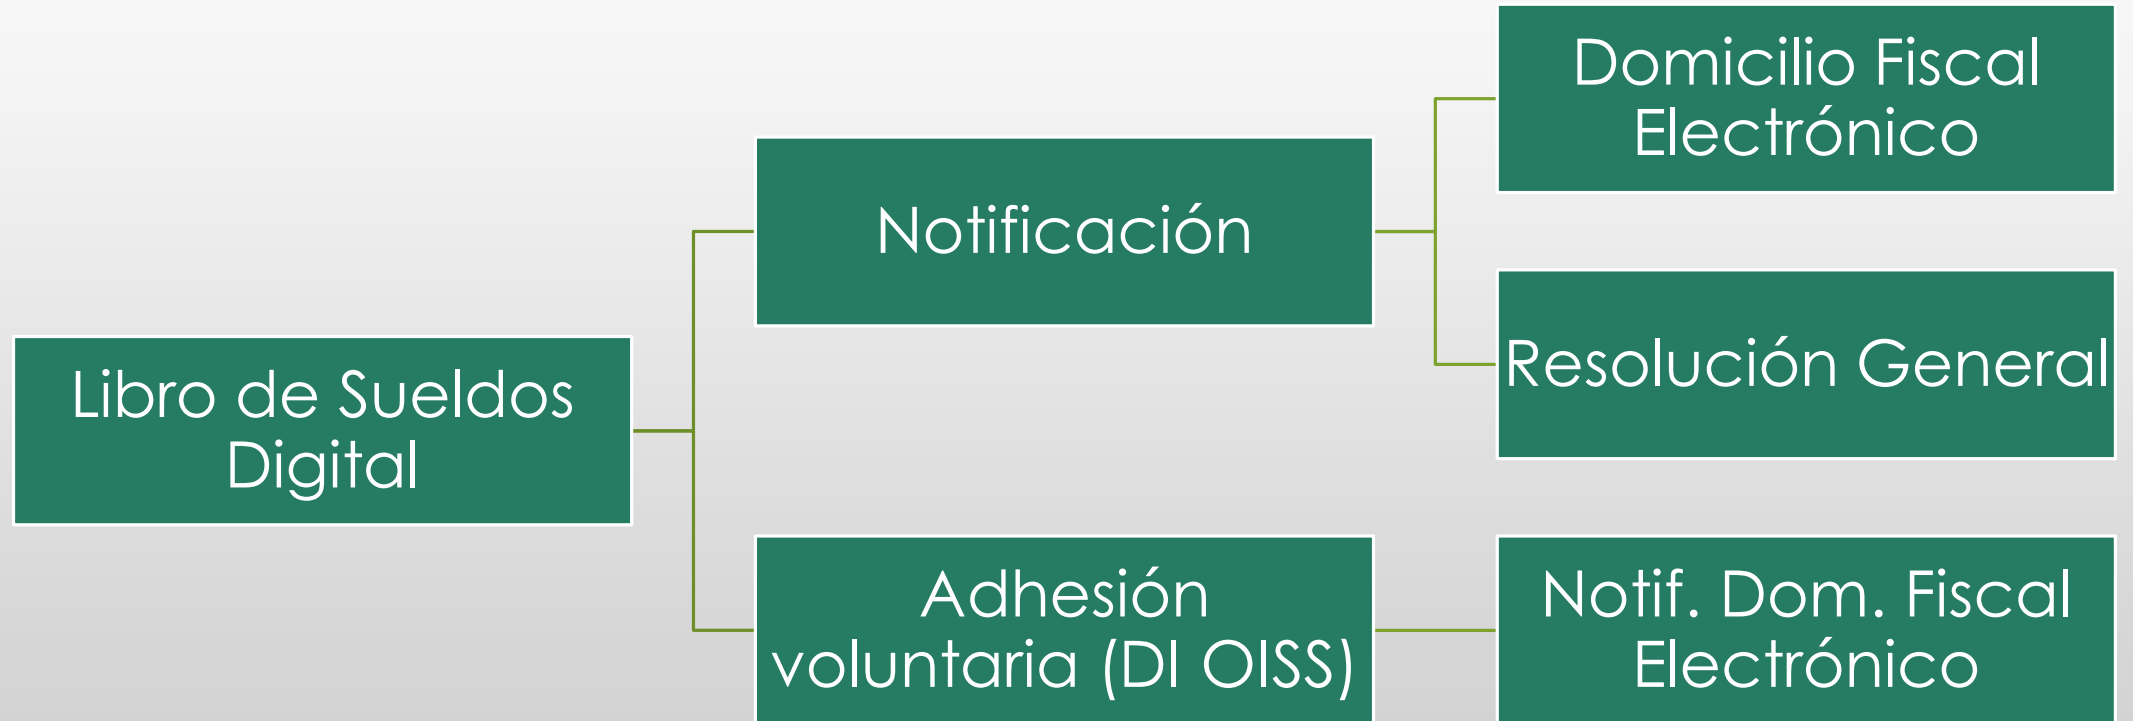 Libro de Sueldos
Digital
Notificación
Domicilio Fiscal
Electrónico
Resolución General
Adhesión
voluntaria (DI OISS)
Notif. Dom. Fiscal
Electrónico